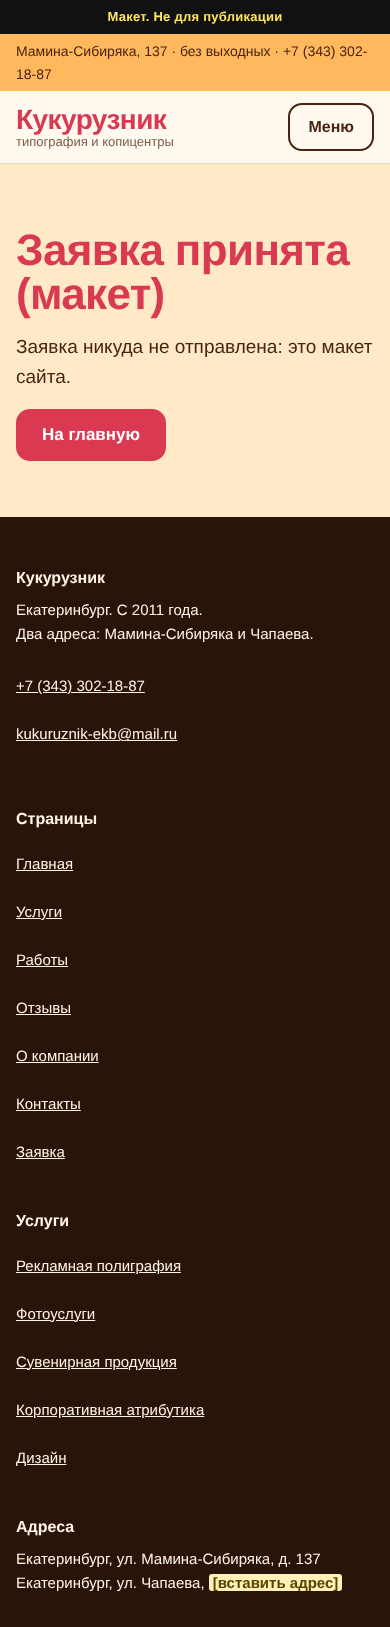 Макет. Не для публикации
Мамина-Сибиряка, 137 · без выходных · +7 (343) 302-
18-87
Кукурузник
типография и копицентры
Меню
Заявка принята
(макет)
Заявка никуда не отправлена: это макет
сайта.
На главную
Кукурузник
Екатеринбург. С 2011 года.
Два адреса: Мамина-Сибиряка и Чапаева.
+7 (343) 302-18-87
kukuruznik-ekb@mail.ru
Страницы
Главная
Услуги
Работы
Отзывы
О компании
Контакты
Заявка
Услуги
Рекламная полиграфия
Фотоуслуги
Сувенирная продукция
Корпоративная атрибутика
Дизайн
Адреса
Екатеринбург, ул. Мамина-Сибиряка, д. 137
Екатеринбург, ул. Чапаева, [вставить адрес]